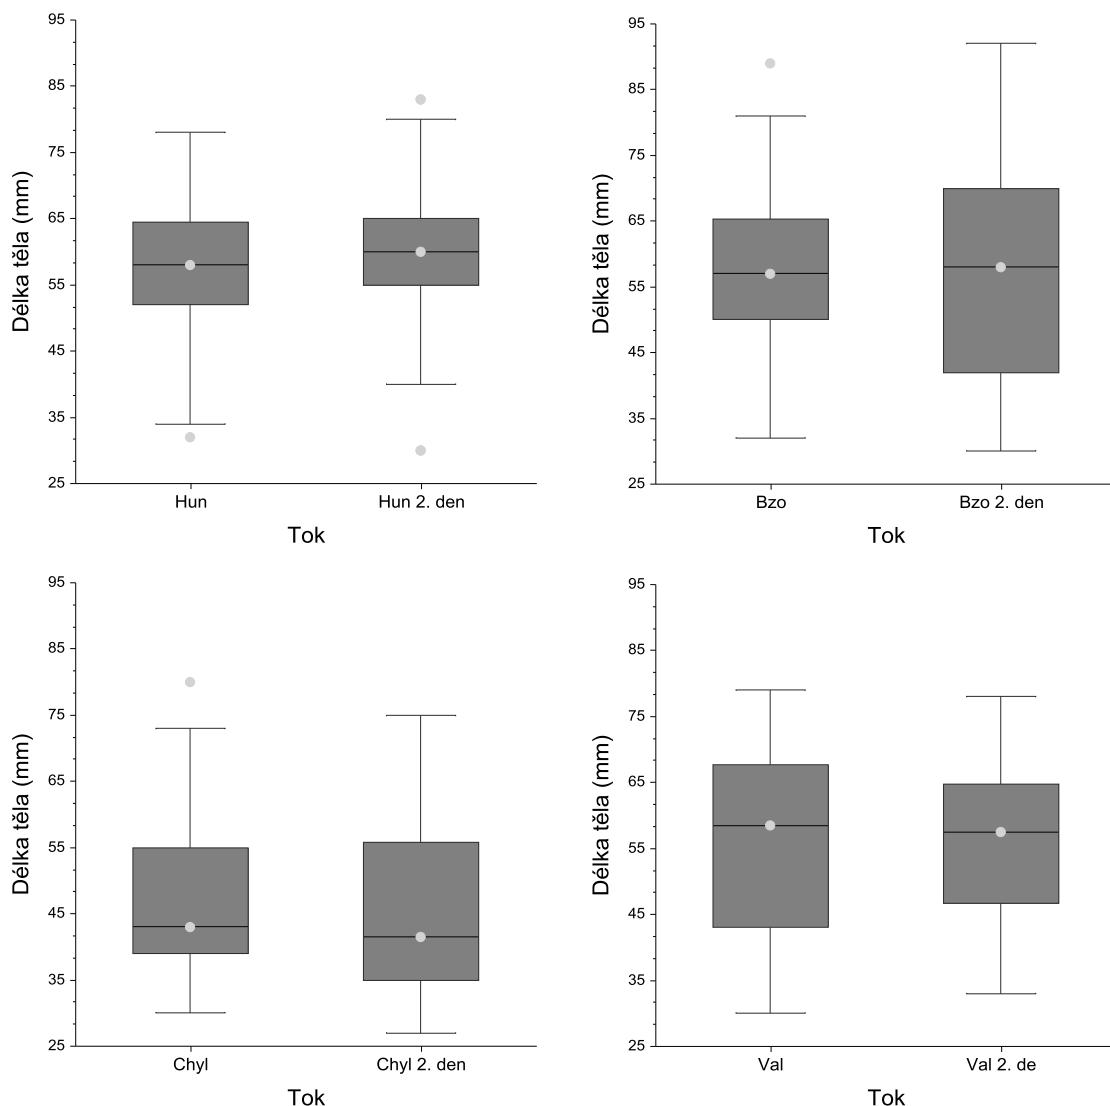 95
85
75
65
55
45
35
25
Délka těla (mm)
Hun
Hun 2. den
Tok
95
85
75
65
55
45
35
25
Délka těla (mm)
Bzo
Bzo 2. den
Tok
95
85
75
65
55
45
35
25
Délka těla (mm)
Chyl
Chyl 2. den
Tok
95
85
75
65
55
45
35
25
Délka těla (mm)
Val
Val 2. de
Tok